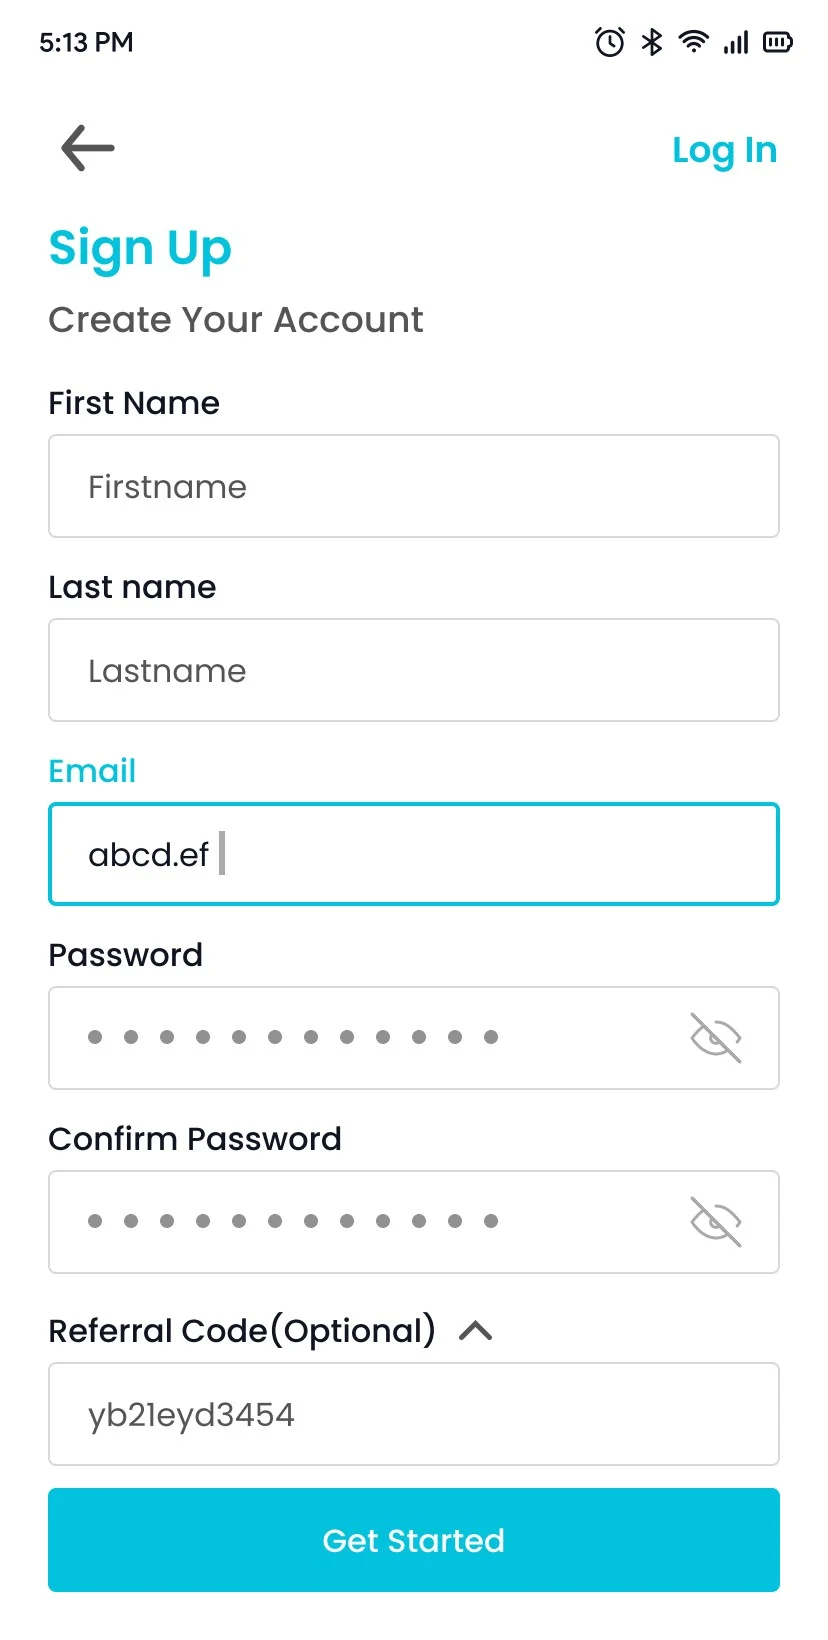 5:13 PM
Log In
Sign Up
Create Your Account
First Name
Firstname
Last name
Lastname
Email
abcd.ef
Password
Confirm Password
Referral Code(Optional)
yb21eyd3454
Get Started